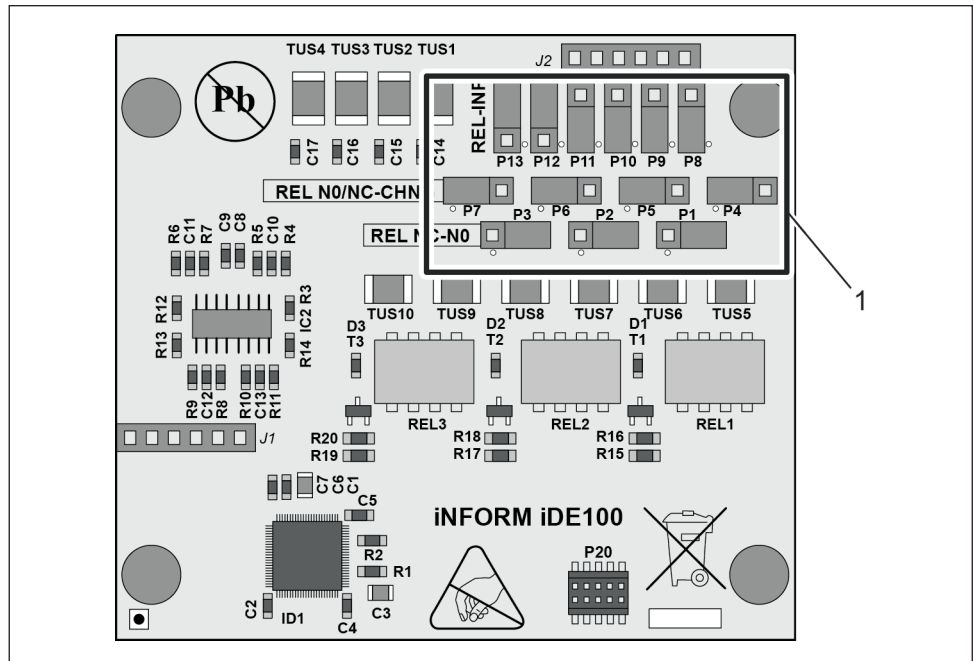 TUS4 TUS3 TUS2 TUS1
J2
Pb
C17 C16 C15 C14
P13 P12 P11 P10 P9 P8
REL N0/NC-CHN
P7 P3 P6 P2 P5 P1 P4
REL NC-N0
1
R6 C11 R7 C9 C8 R5 C10 R4
TUS10 TUS9 TUS8 TUS7 TUS6 TUS5
R12 IC2 R3
D3 D2 D1
T3 T2 T1
R13 R14
R9 C12 R8 R10 C13 R11
REL3 REL2 REL1
J1
R20 R18 R16
R19 R17 R15
C7 C6 C1
C5
iNFORM iDE100
R2
P20
R1
C2 ID1 C4 C3